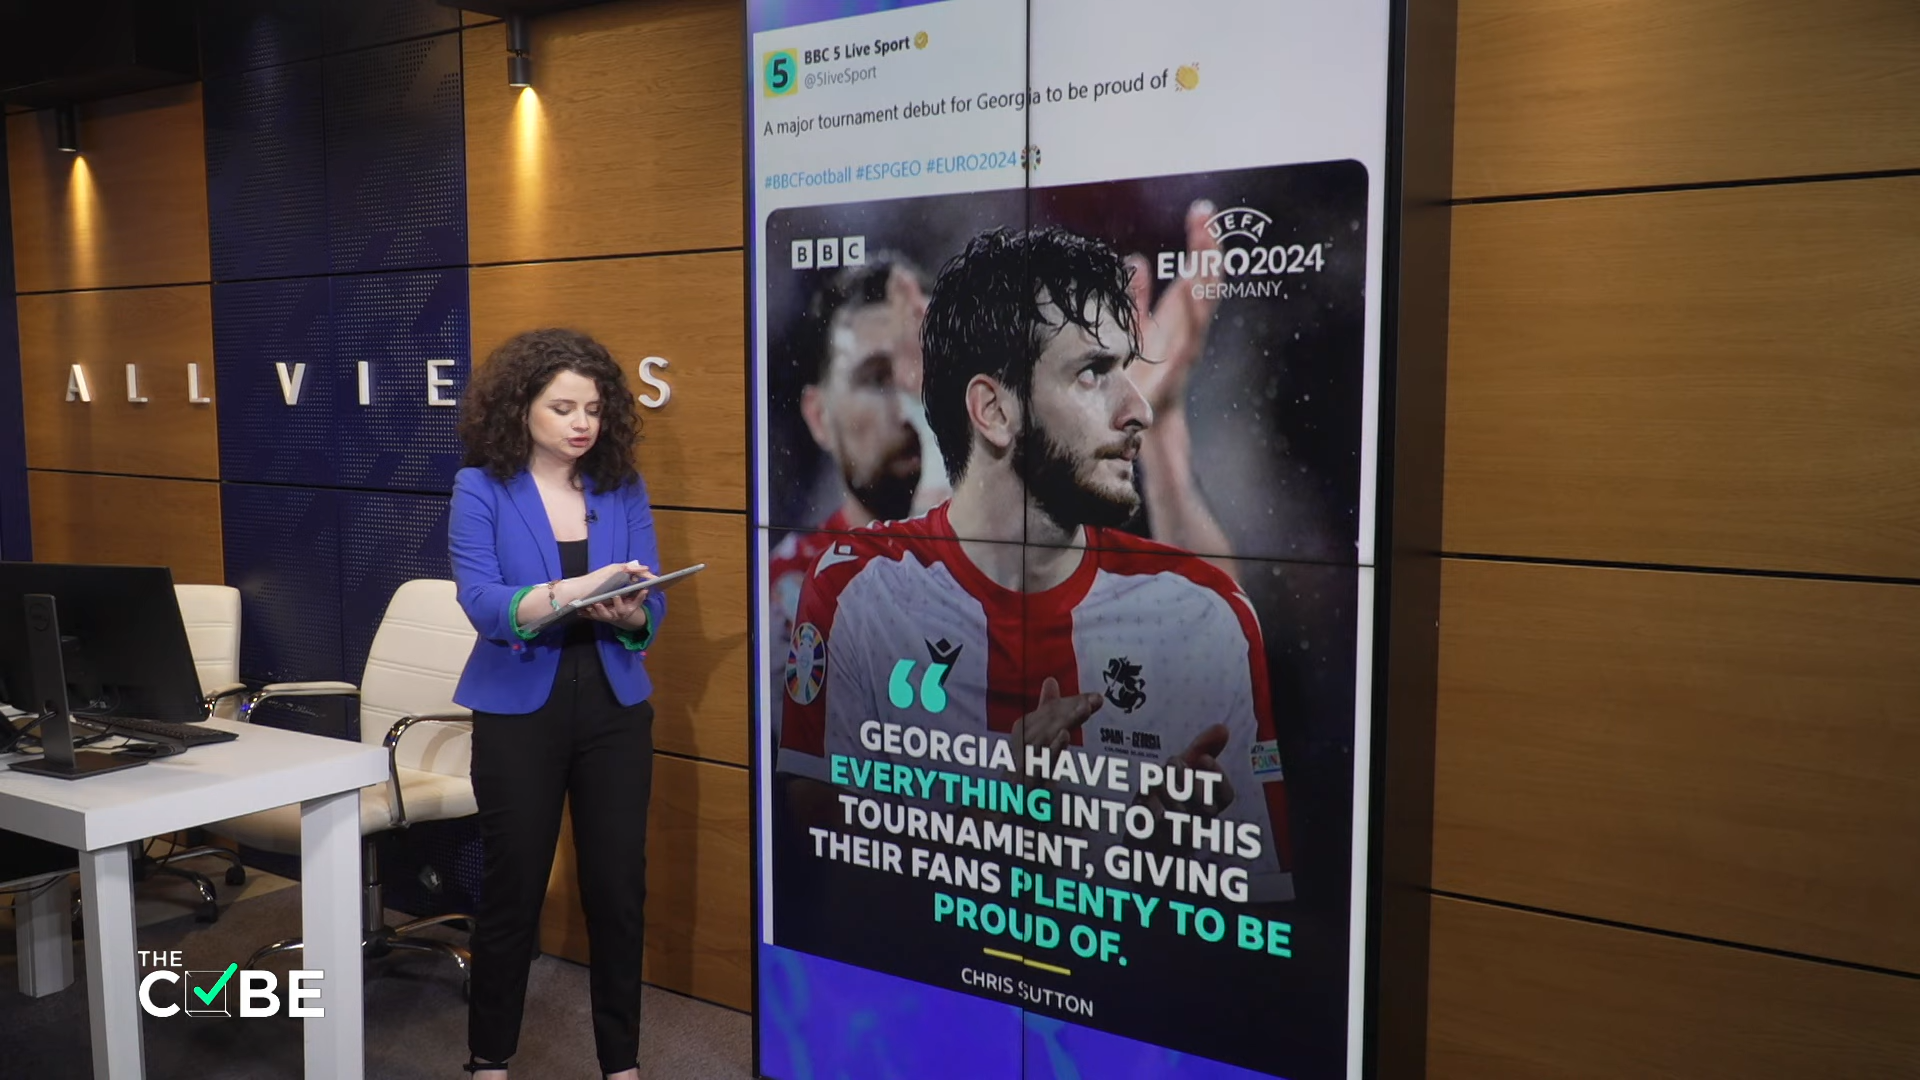 ALL VIE S
5
BBC 5 Live Sport
@5liveSport
A major tournament debut for Georgia to be proud of
#BBCFootball #ESPGEO #EURO2024
BBC
UEFA
EURO2024
GERMANY
SPAIN - GEORGIA
FOUN
“
GEORGIA HAVE PUT
EVERYTHING INTO THIS
TOURNAMENT, GIVING
THEIR FANS PLENTY TO BE
PROUD OF.
CHRIS SUTTON
THE
CUBE